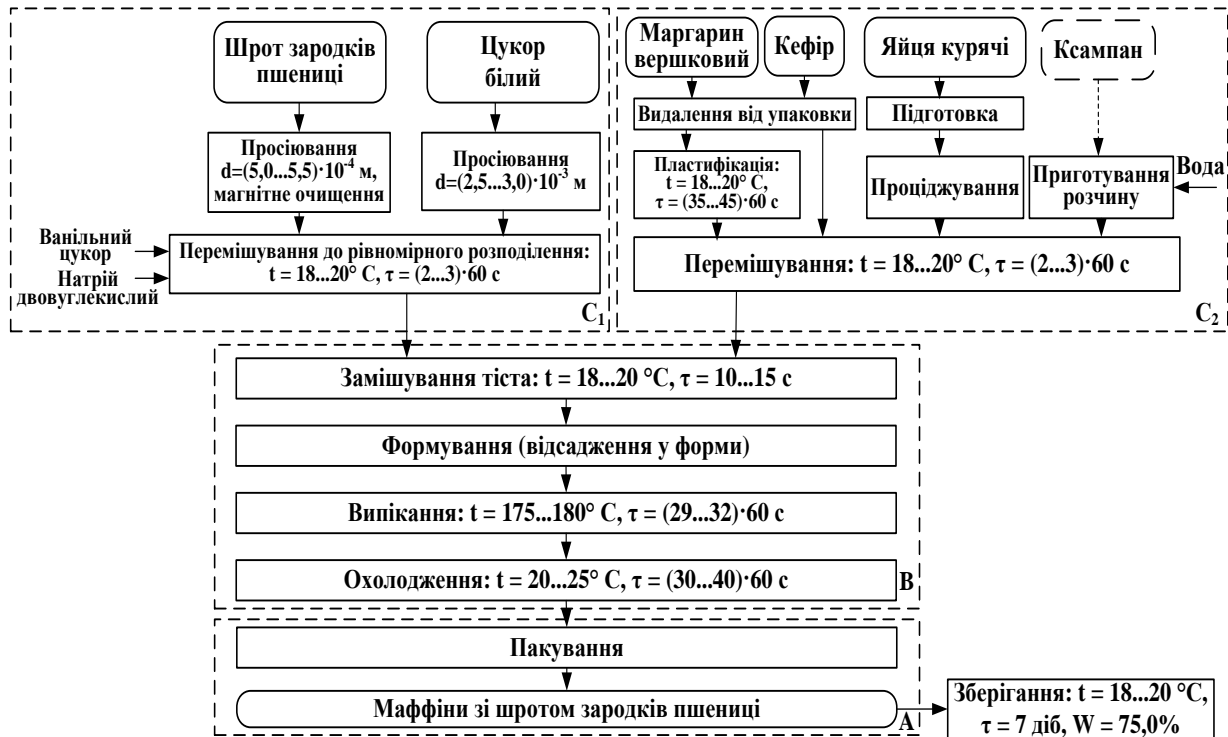 Шрот зародків
пшениці
Цукор
білий
Просіювання
d=(5,0...5,5)·10⁻⁴ м,
магнітне очищення
Просіювання
d=(2,5...3,0)·10⁻³ м
Ванільний
цукор
Натрій
двовуглекислий
Перемішування до рівномірного розподілення:
t = 18...20° C, τ = (2...3)·60 с
C₁
Маргарин
вершковий
Кефір
Яйця курячі
Ксампан
Видалення від упаковки
Підготовка
Пластифікація:
t = 18...20° C,
τ = (35...45)·60 с
Проціджування
Приготування
розчину
Вода
Перемішування: t = 18...20° C, τ = (2...3)·60 с
C₂
Замішування тіста: t = 18...20 °C, τ = 10...15 с
Формування (відсадження у форми)
Випікання: t = 175...180° C, τ = (29...32)·60 с
Охолодження: t = 20...25° C, τ = (30...40)·60 с
B
Пакування
Маффіни зі шротом зародків пшениці
A
Зберігання: t = 18...20 °C,
τ = 7 діб, W = 75,0%